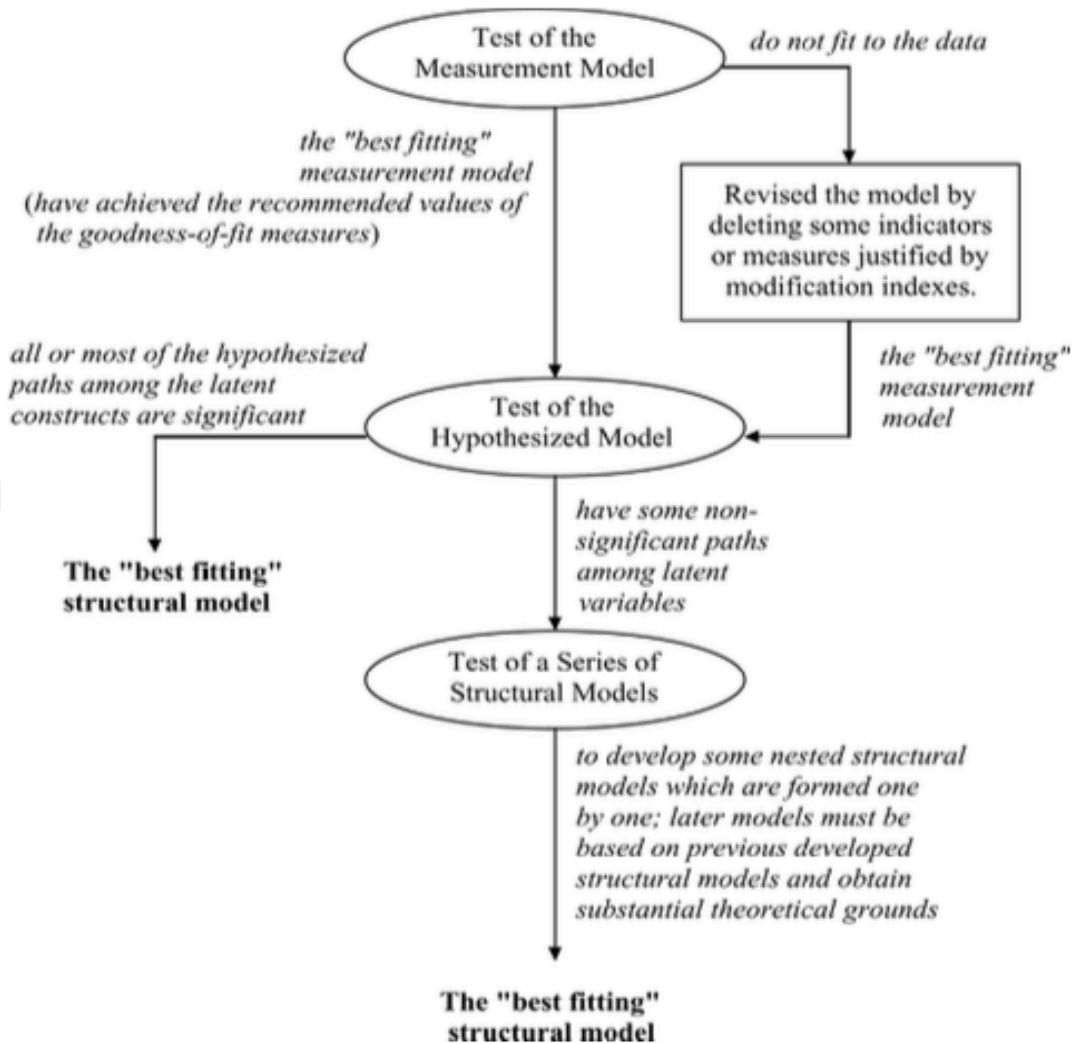 Test of the
Measurement Model
do not fit to the data
the "best fitting"
measurement model
(have achieved the recommended values of
the goodness-of-fit measures)
Revised the model by
deleting some indicators
or measures justified by
modification indexes.
all or most of the hypothesized
paths among the latent
constructs are significant
the "best fitting"
measurement
model
Test of the
Hypothesized Model
have some non-
significant paths
among latent
variables
The "best fitting"
structural model
Test of a Series of
Structural Models
to develop some nested structural
models which are formed one
by one; later models must be
based on previous developed
structural models and obtain
substantial theoretical grounds
The "best fitting"
structural model